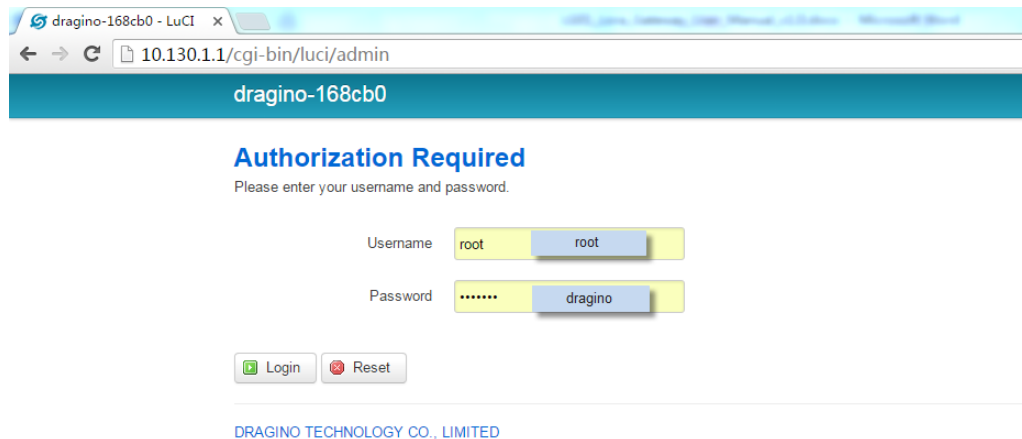 dragino-168cb0 - LuCI x
10.130.1.1/cgi-bin/luci/admin
dragino-168cb0
Authorization Required
Please enter your username and password.
Username root root
Password ••••••• dragino
Login Reset
DRAGINO TECHNOLOGY CO., LIMITED